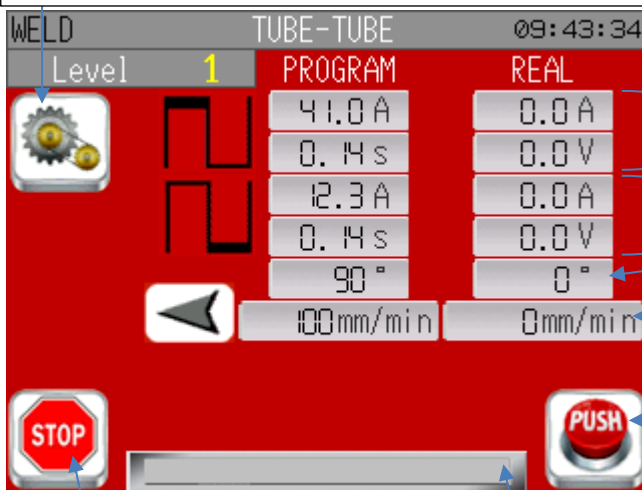 WELD TUBE-TUBE 09:43:34
Level 1 PROGRAM REAL
41.0 A 0.0 A
0.14 s 0.0 V
12.3 A 0.0 A
0.14 s 0.0 V
90 ° 0 °
100mm/min 0mm/min
STOP PUSH